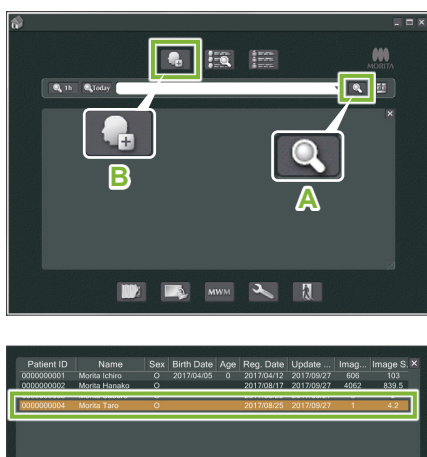 MORITA
1h Today
B
A
MWM
Patient ID Name Sex Birth Date Age Reg. Date Update ... Imag... Image S.
0000000001 Morita Ichiro O 2017/04/05 0 2017/04/12 2017/09/27 606 103
0000000002 Morita Hanako O 2017/08/17 2017/09/27 4062 839.5
0000000004 Morita Taro O 2017/08/25 2017/09/27 1 4.2